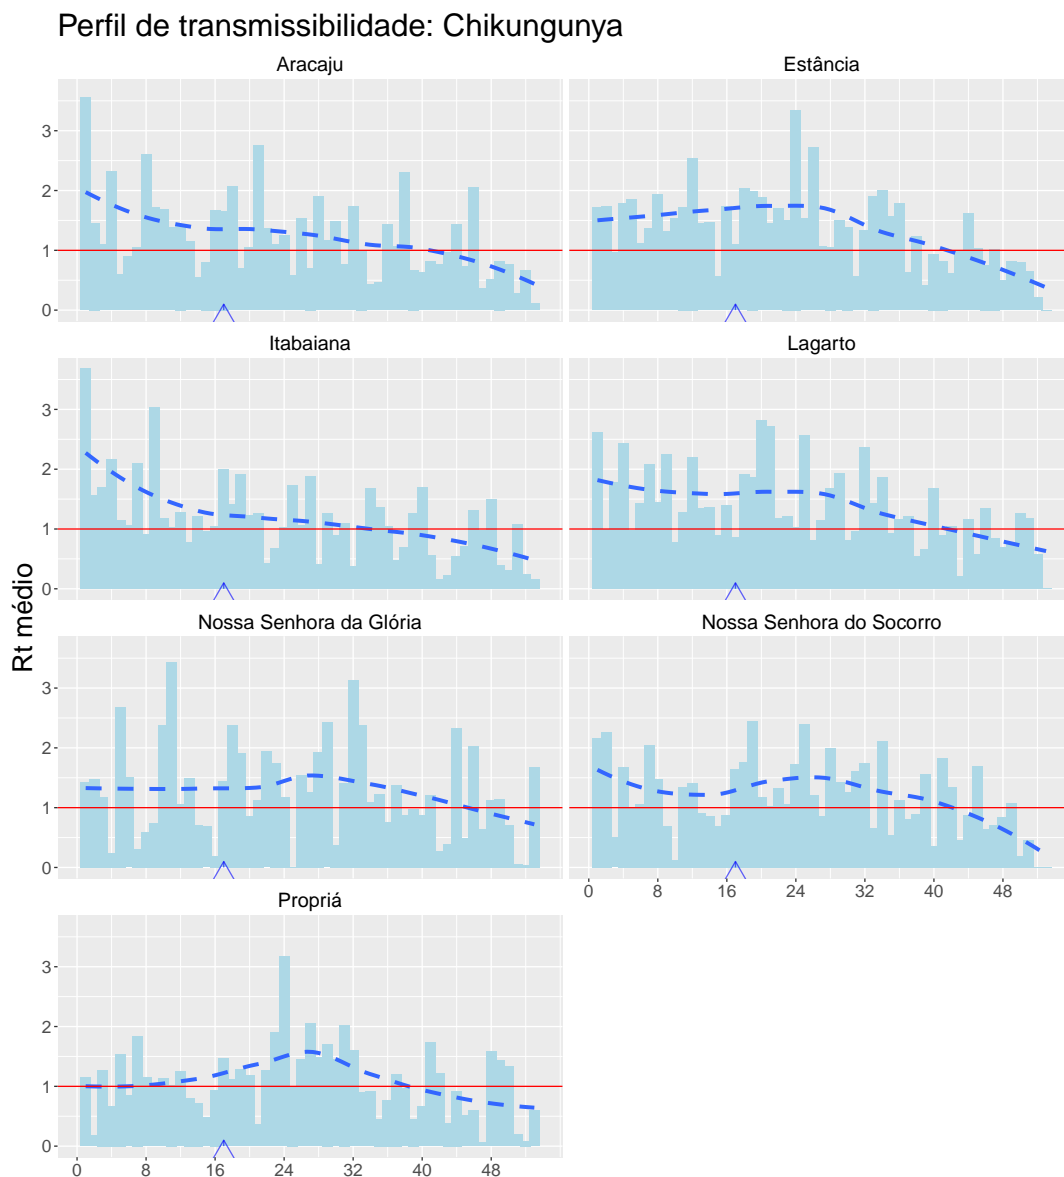 Perfil de transmissibilidade: Chikungunya
Aracaju
Estância
3
2
1
0
Itabaiana
Lagarto
3
2
1
0
Rt médio
Nossa Senhora da Glória
Nossa Senhora do Socorro
3
2
1
0
0 8 16 24 32 40 48
Propriá
3
2
1
0
0 8 16 24 32 40 48